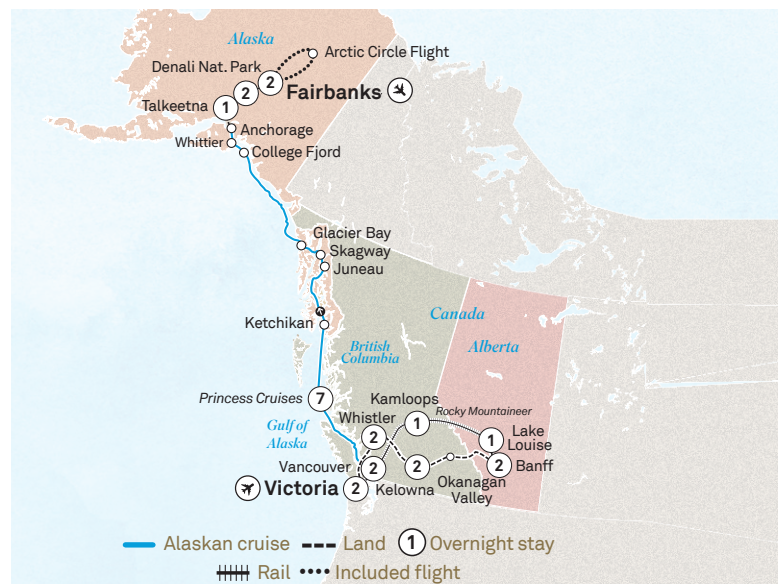 Alaska
Arctic Circle Flight
Denali Nat. Park
2
2
Fairbanks
Talkeetna
1
Anchorage
Whittier
College Fjord
Glacier Bay
Skagway
Juneau
Ketchikan
Canada
British
Columbia
Alberta
Princess Cruises
7
Kamloops
Rocky Mountaineer
1
Whistler
2
Gulf of
Alaska
Lake
Louise
1
Vancouver
2
2
2
Banff
Kelowna
Okanagan
Valley
Victoria
2
Alaskan cruise
Land
1
Overnight stay
Rail
Included flight